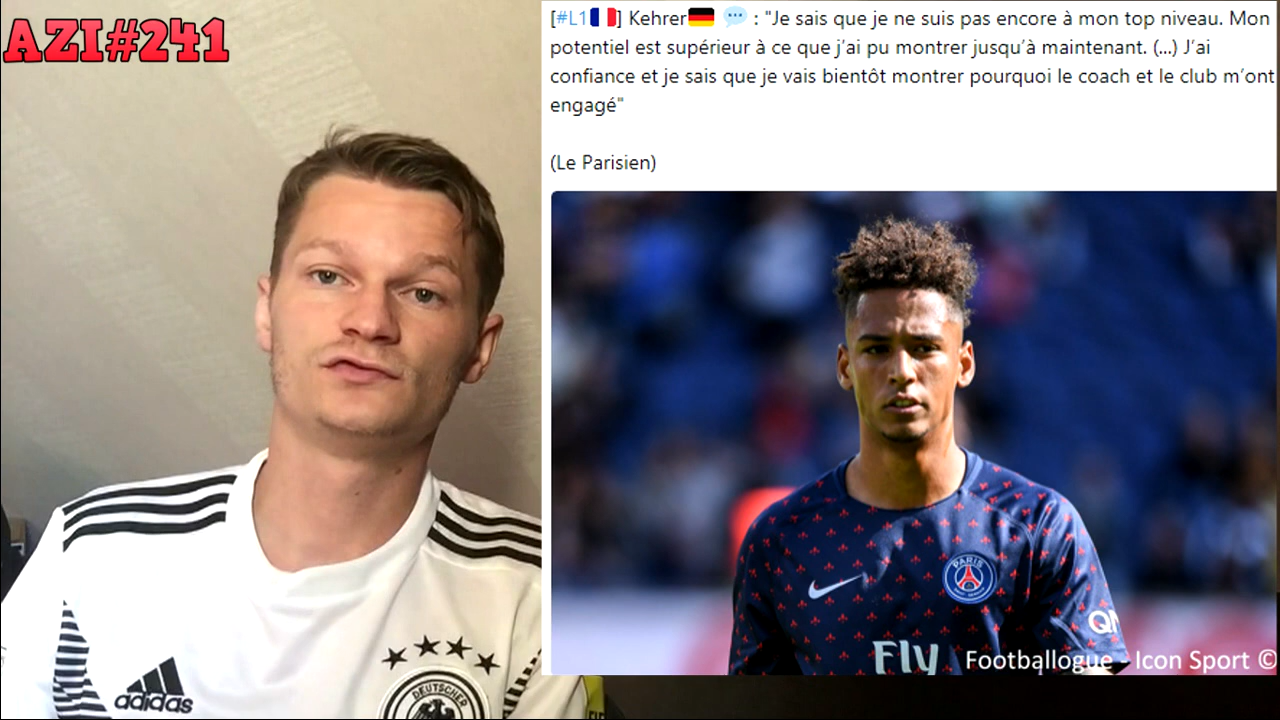 AZI#241
[#L1🇫🇷] Kehrer🇩🇪 💬 : "Je sais que je ne suis pas encore à mon top niveau. Mon
potentiel est supérieur à ce que j’ai pu montrer jusqu’à maintenant. (...) J’ai
confiance et je sais que je vais bientôt montrer pourquoi le coach et le club m’ont
engagé"
(Le Parisien)
PARIS
Fly
Footballogue - Icon Sport ©
adidas
DEUTSCHER